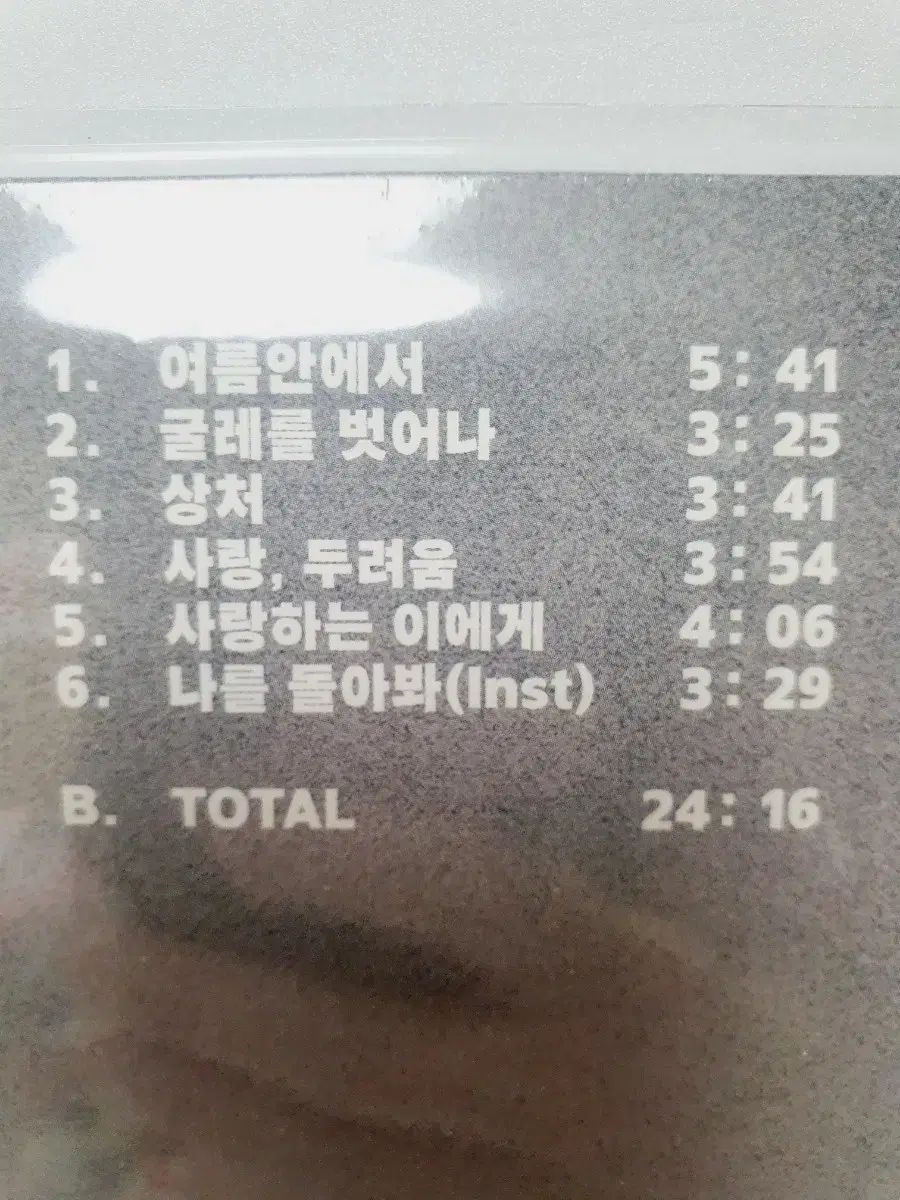 1. 여름안에서 5:41
2. 굴레를 벗어나 3:25
3. 상처 3:41
4. 사랑, 두려움 3:54
5. 사랑하는 이에게 4:06
6. 나를 돌아봐(Inst) 3:29
B. TOTAL 24:16